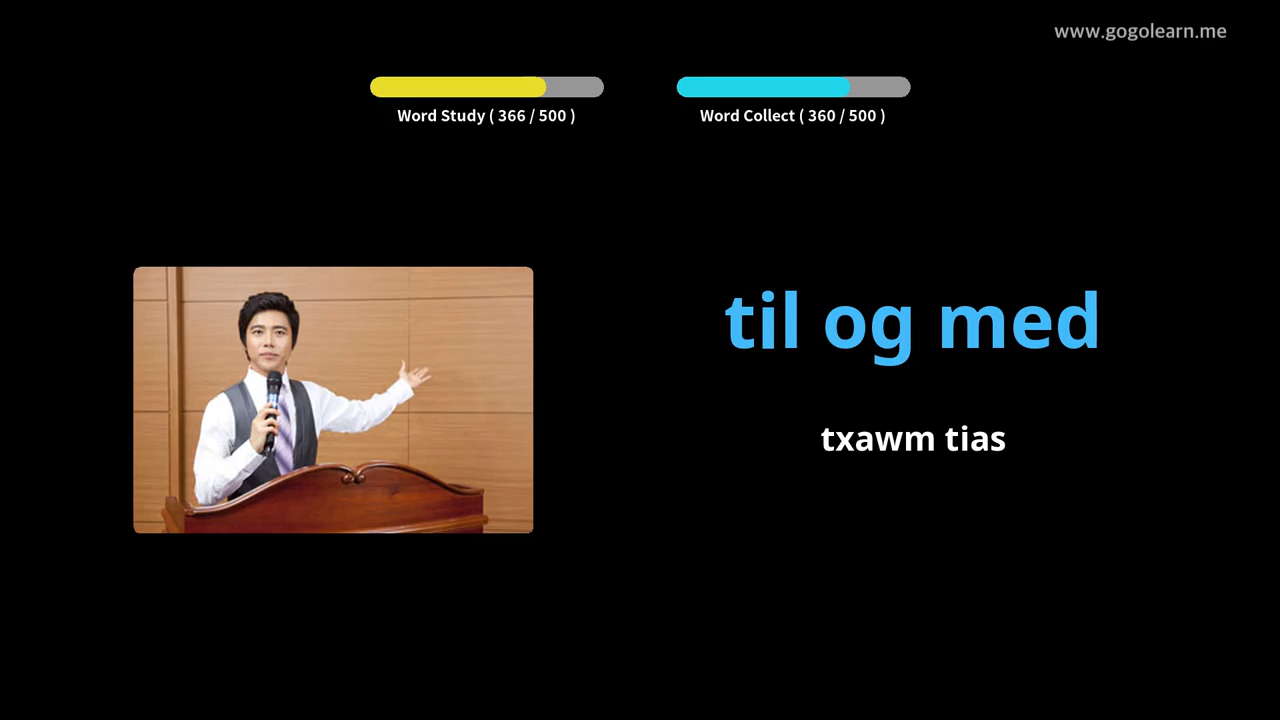 www.gogolearn.me
Word Study ( 366 / 500 )
Word Collect ( 360 / 500 )
til og med
txawm tias